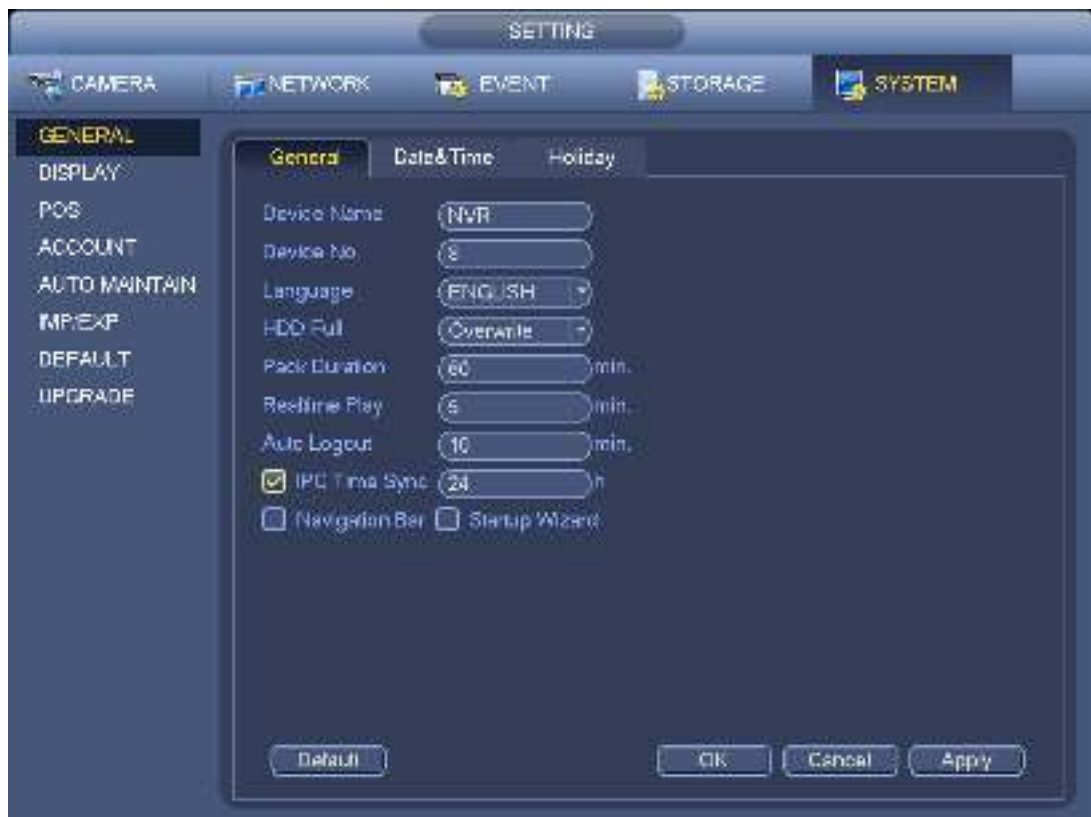 SETTING
CAMERA NETWORK EVENT STORAGE SYSTEM
GENERAL
DISPLAY
POS
ACCOUNT
AUTO MAINTAIN
IMP/EXP
DEFAULT
UPGRADE
General Date&Time Holiday
Device Name NVR
Device No. 8
Language ENGLISH
HDD Full Overwrite
Pack Duration 60 min.
Realtime Play 5 min.
Auto Logout 10 min.
IPC Time Sync 24 h
Navigation Bar Startup Wizard
Default OK Cancel Apply